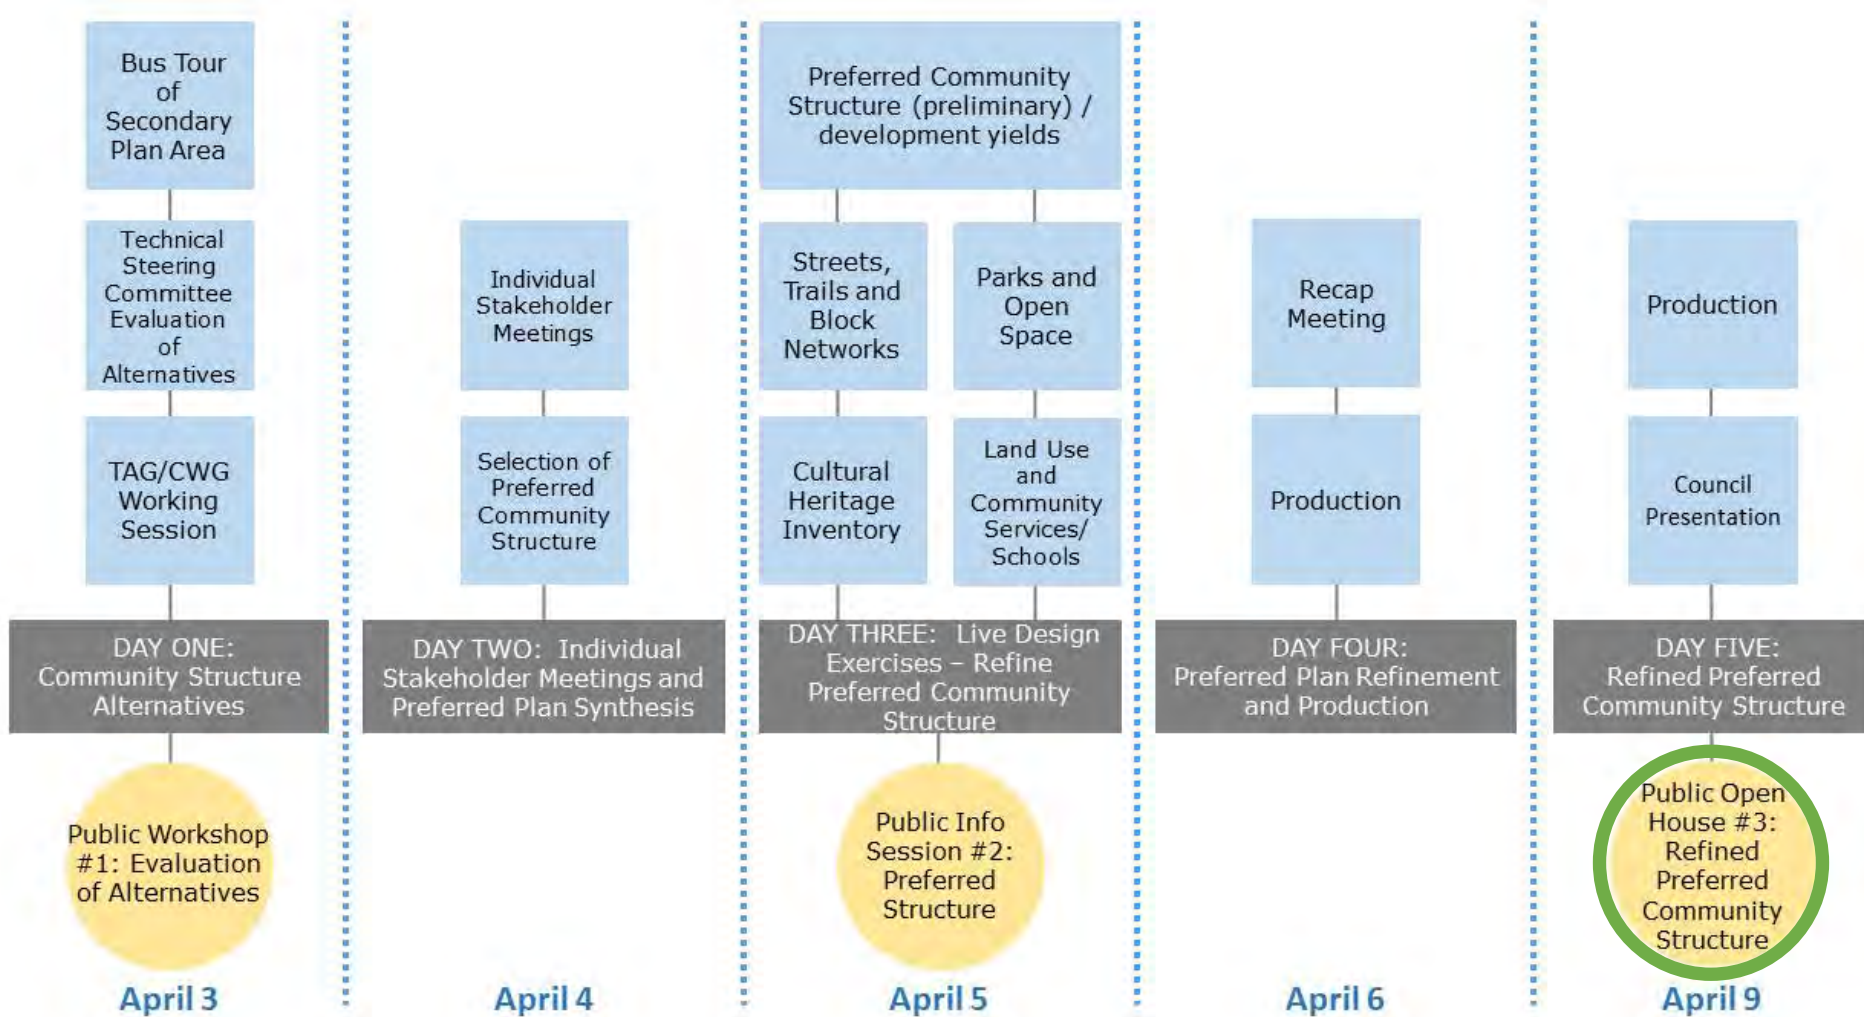 Bus Tour
of
Secondary
Plan Area
Technical
Steering
Committee
Evaluation
of
Alternatives
TAG/CWG
Working
Session
DAY ONE:
Community Structure
Alternatives
Public Workshop
#1: Evaluation
of Alternatives
April 3
Individual
Stakeholder
Meetings
Selection of
Preferred
Community
Structure
DAY TWO: Individual
Stakeholder Meetings and
Preferred Plan Synthesis
April 4
Preferred Community
Structure (preliminary) /
development yields
Streets,
Trails and
Block
Networks
Parks and
Open
Space
Cultural
Heritage
Inventory
Land Use
and
Community
Services/
Schools
DAY THREE: Live Design
Exercises – Refine
Preferred Community
Structure
Public Info
Session #2:
Preferred
Structure
April 5
Recap
Meeting
Production
DAY FOUR:
Preferred Plan Refinement
and Production
April 6
Production
Council
Presentation
DAY FIVE:
Refined Preferred
Community Structure
Public Open
House #3:
Refined
Preferred
Community
Structure
April 9